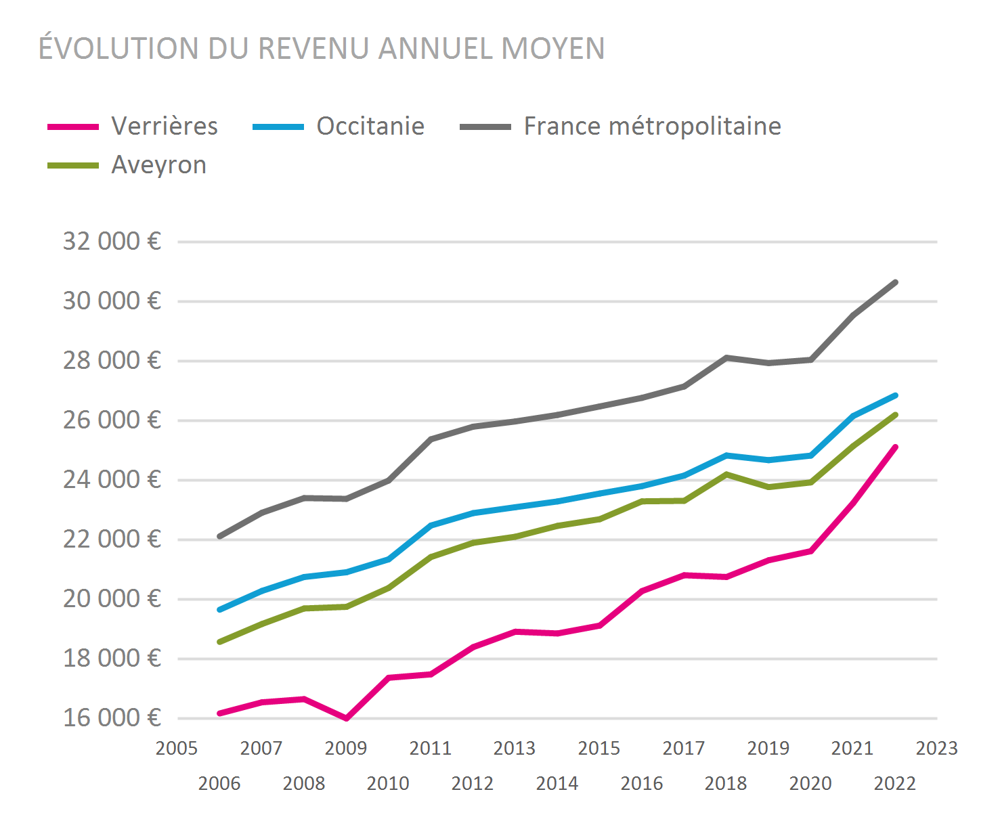 ÉVOLUTION DU REVENU ANNUEL MOYEN
Verrières Occitanie France métropolitaine
Aveyron
32 000 €
30 000 €
28 000 €
26 000 €
24 000 €
22 000 €
20 000 €
18 000 €
16 000 €
2005 2007 2009 2011 2013 2015 2017 2019 2021 2023
2006 2008 2010 2012 2014 2016 2018 2020 2022